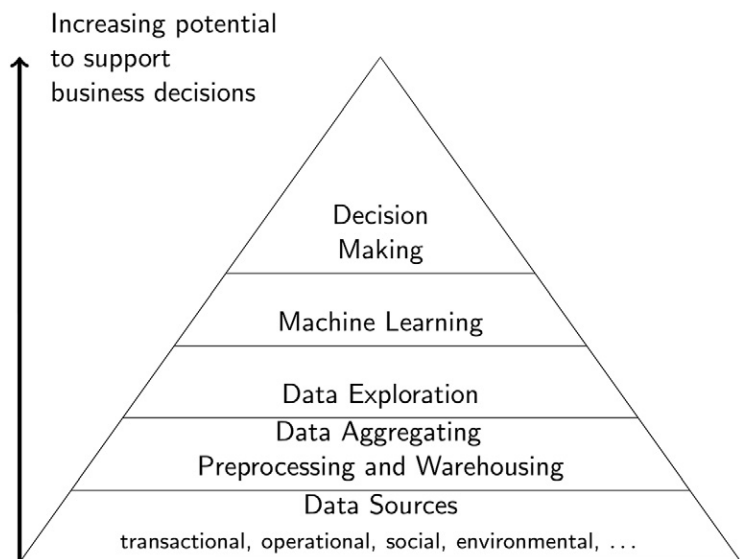 Increasing potential
to support
business decisions
Decision
Making
Machine Learning
Data Exploration
Data Aggregating
Preprocessing and Warehousing
Data Sources
transactional, operational, social, environmental, ...